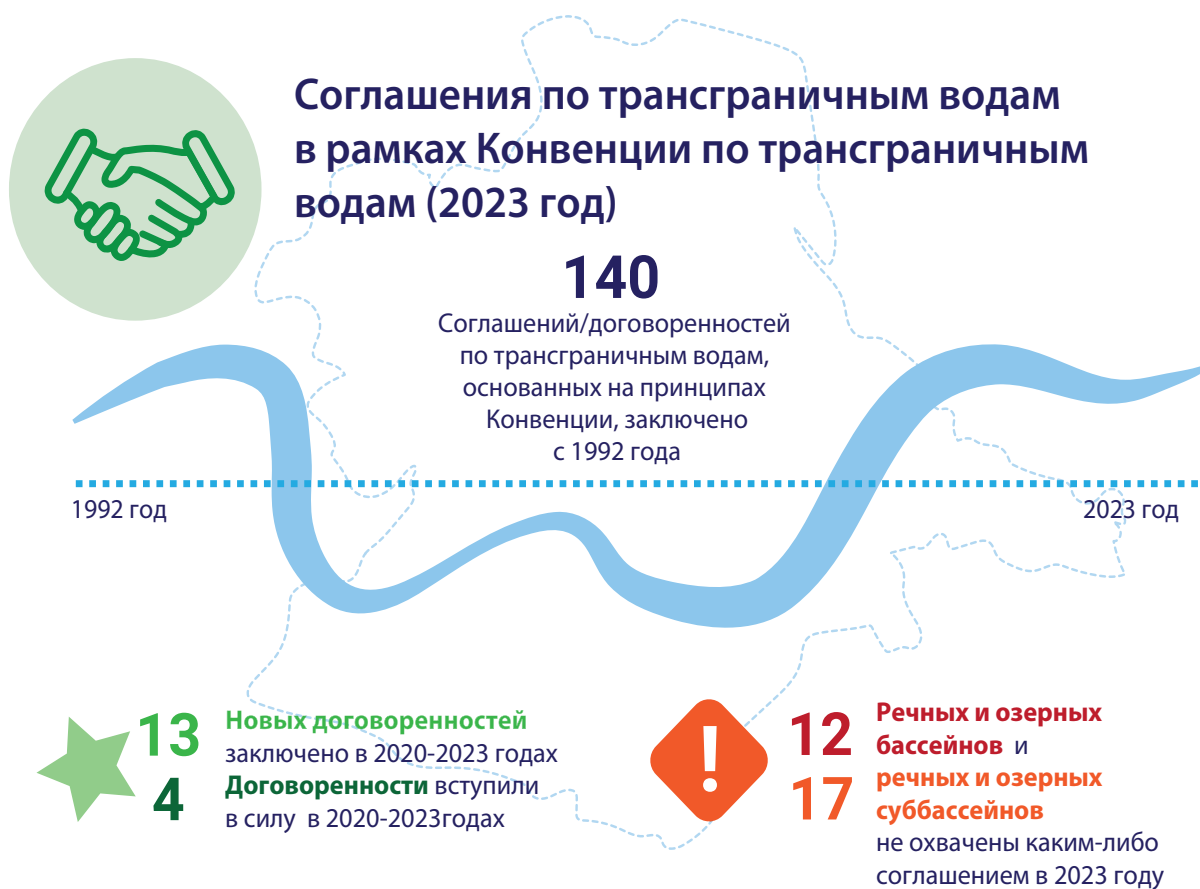 Соглашения по трансграничным водам
в рамках Конвенции по трансграничным
водам (2023 год)
140
Соглашений/договоренностей
по трансграничным водам,
основанных на принципах
Конвенции, заключено
с 1992 года
1992 год
2023 год
13
Новых договоренностей
заключено в 2020-2023 годах
4
Договоренности вступили
в силу в 2020-2023годах
!
12
Речных и озерных
бассейнов и
17
речных и озерных
суббассейнов
не охвачены каким-либо
соглашением в 2023 году